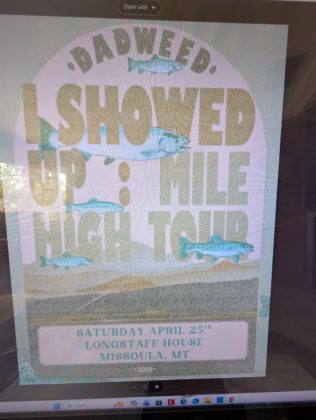 Open with
·DADWEED·
I SHOWED
UP : MILE
HIGH TOUR
SATURDAY APRIL 25th
LONGSTAFF HOUSE
MISSOULA, MT
·2026·